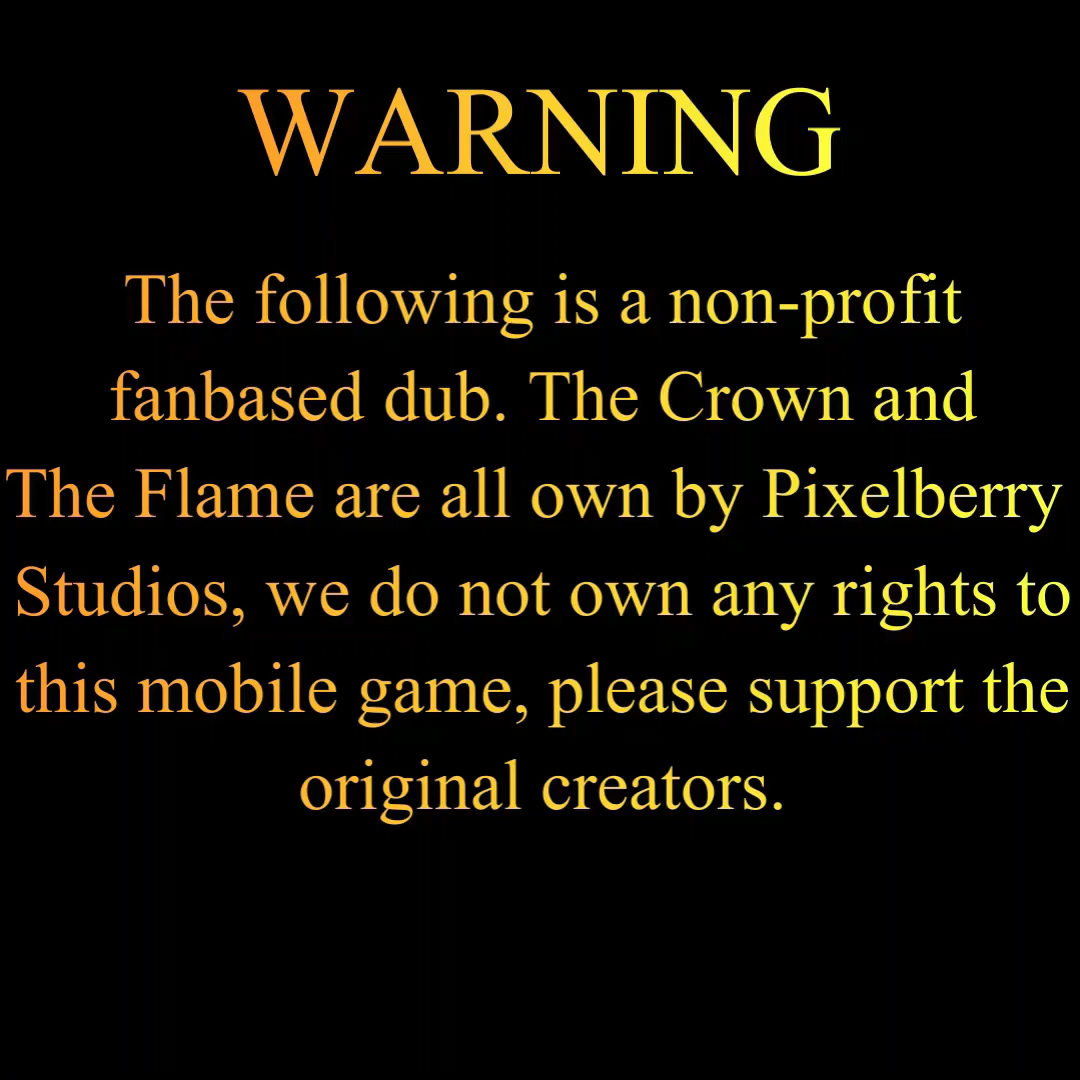 WARNING
The following is a non-profit
fanbased dub. The Crown and
The Flame are all own by Pixelberry
Studios, we do not own any rights to
this mobile game, please support the
original creators.